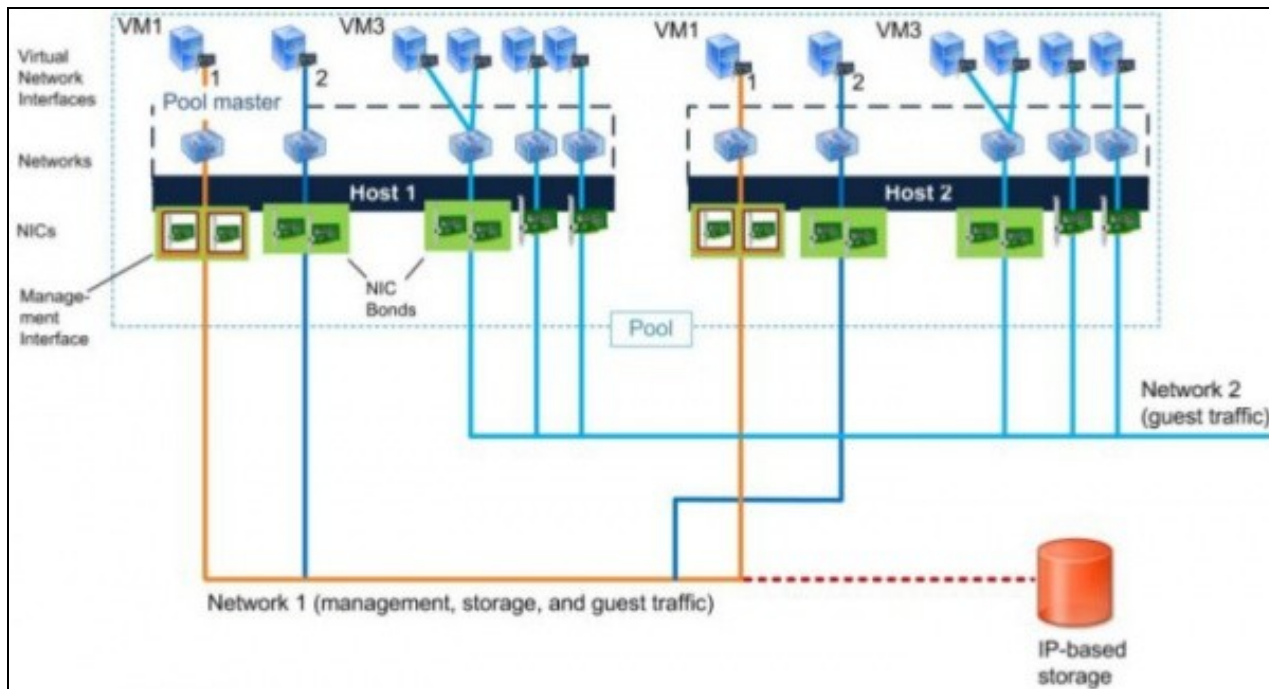 VM1
VM3
VM1
VM3
Virtual
Network
Interfaces
1
2
1
2
Pool master
Networks
Host 1
Host 2
NICs
NIC
Bonds
Manage-
ment
Interface
Pool
Network 2
(guest traffic)
Network 1 (management, storage, and guest traffic)
IP-based
storage